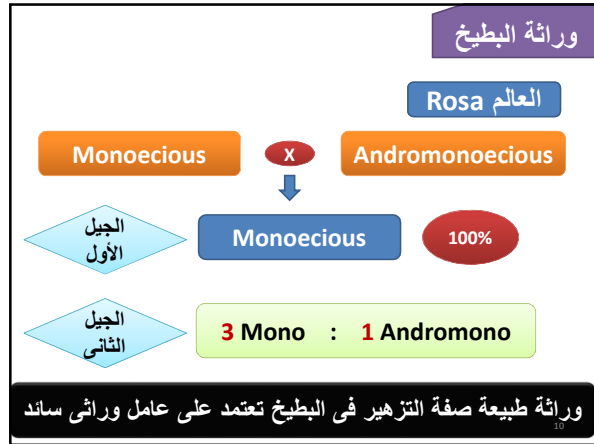 وراثة البطيخ
العالم Rosa
Monoecious X Andromonoecious
الجيل
الأول
Monoecious 100%
الجيل
الثانى
3 Mono : 1 Andromono
وراثة طبيعة صفة التزهير فى البطيخ تعتمد على عامل وراثى سائد
10